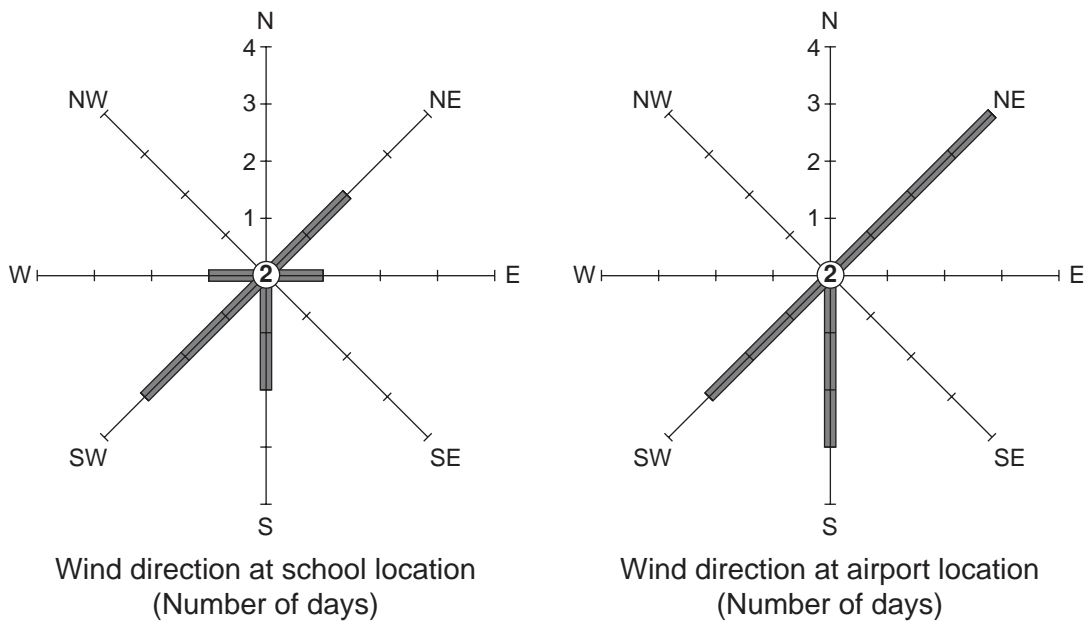 N
4
3
2
1
NW
NE
W
2
E
SW
SE
S
Wind direction at school location
(Number of days)
N
4
3
2
1
NW
NE
W
2
E
SW
SE
S
Wind direction at airport location
(Number of days)